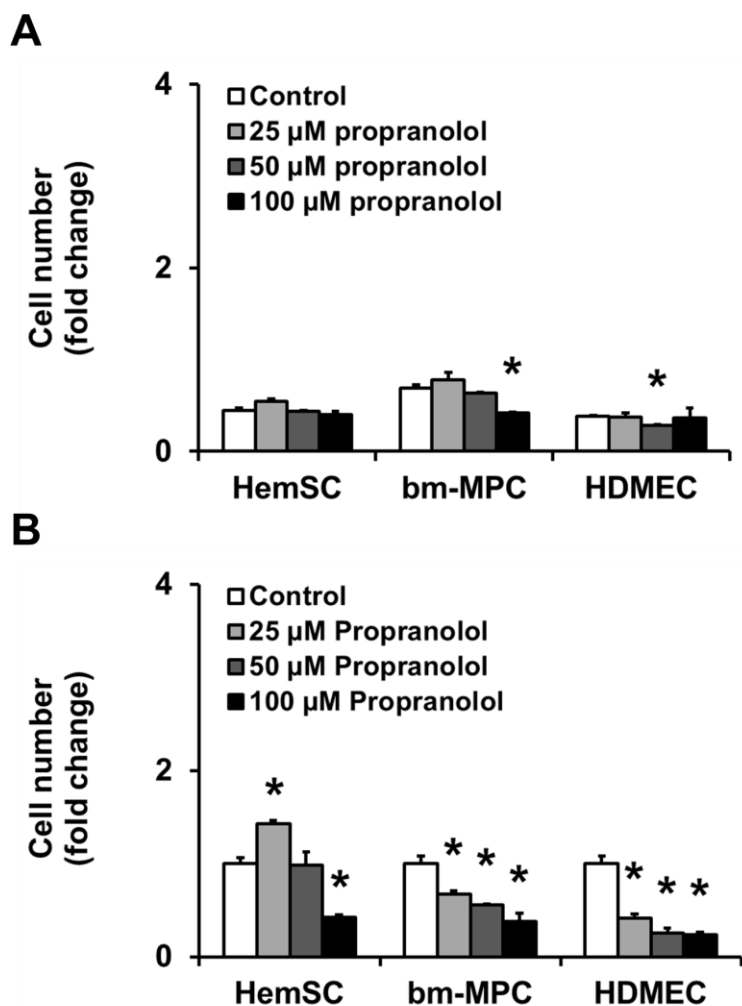 A
4
2
0
Cell number
(fold change)
Control
25 µM propranolol
50 µM propranolol
100 µM propranolol
*
*
HemSC bm-MPC HDMEC
B
4
2
0
Cell number
(fold change)
Control
25 µM Propranolol
50 µM Propranolol
100 µM Propranolol
*
*
*
*
*
*
*
*
HemSC bm-MPC HDMEC